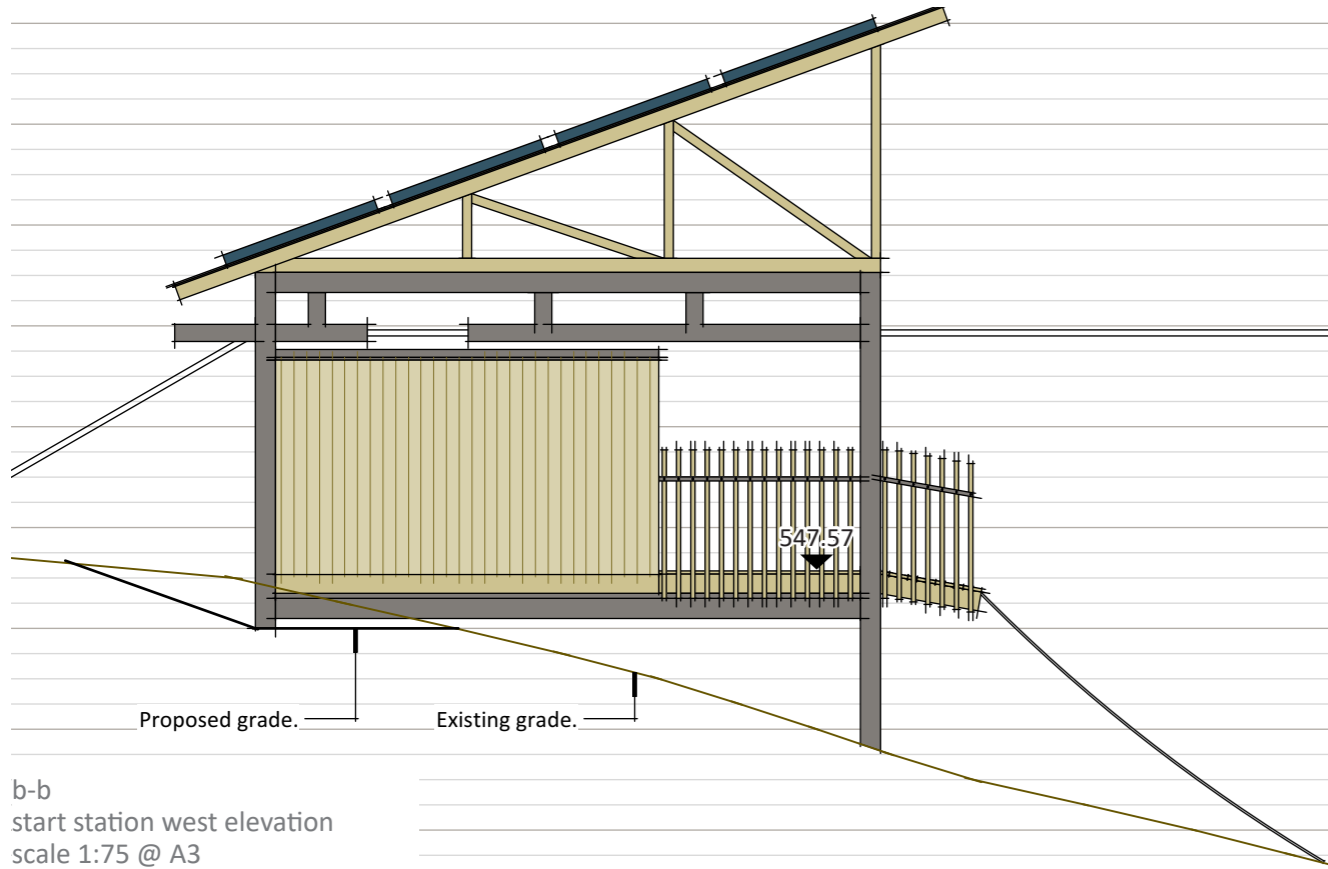 547.57
Proposed grade.
Existing grade.
b-b
start station west elevation
scale 1:75 @ A3